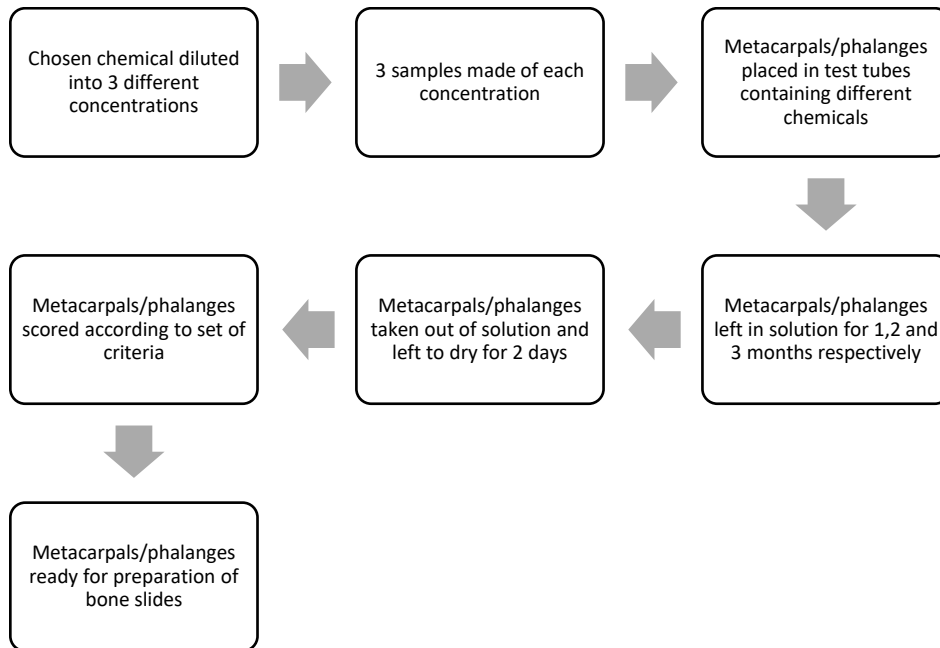 Chosen chemical diluted
into 3 different
concentrations
3 samples made of each
concentration
Metacarpals/phalanges
placed in test tubes
containing different
chemicals
Metacarpals/phalanges
left in solution for 1,2 and
3 months respectively
Metacarpals/phalanges
taken out of solution and
left to dry for 2 days
Metacarpals/phalanges
scored according to set of
criteria
Metacarpals/phalanges
ready for preparation of
bone slides